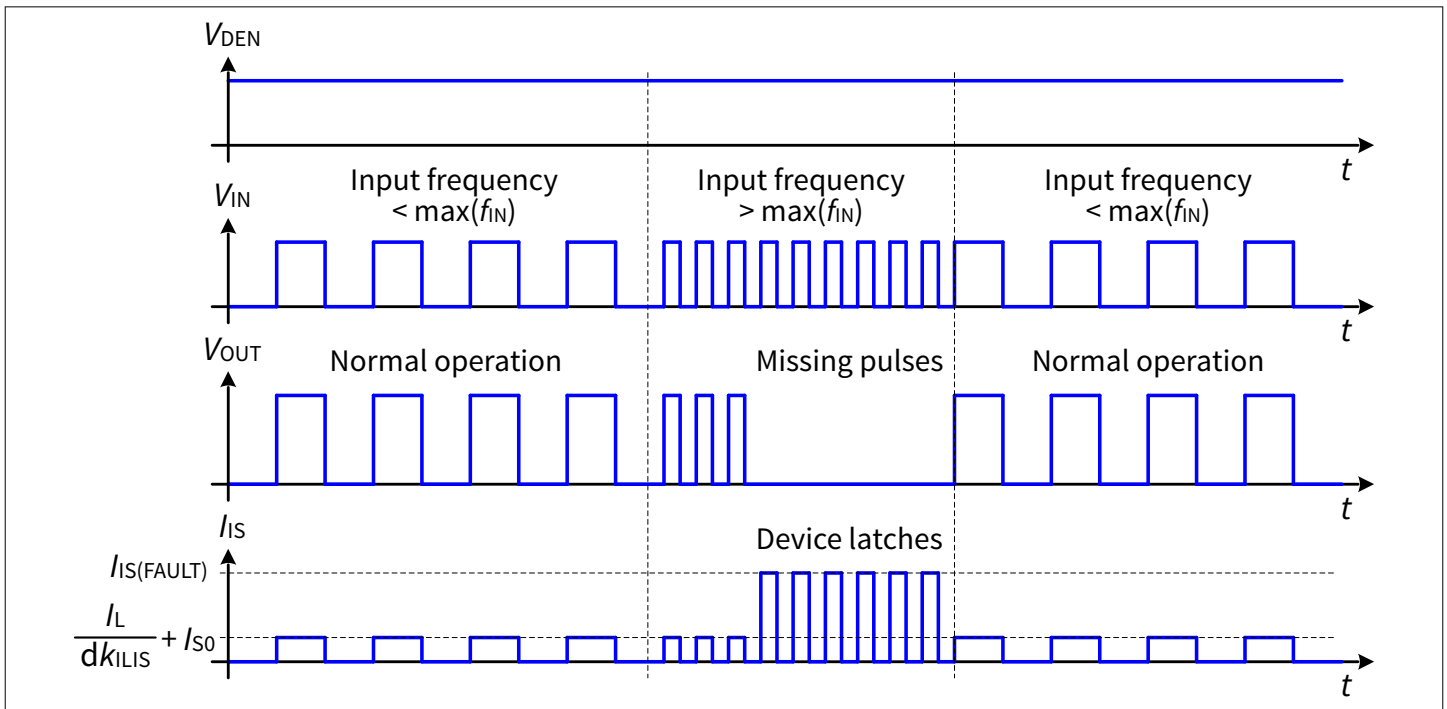 VDEN
t
Input frequency
< max(fIN)
Input frequency
> max(fIN)
Input frequency
< max(fIN)
VIN
t
VOUT
Normal operation
Missing pulses
Normal operation
t
IIS
Device latches
IIS(FAULT)
IL
dkILIS
+ IS0
t